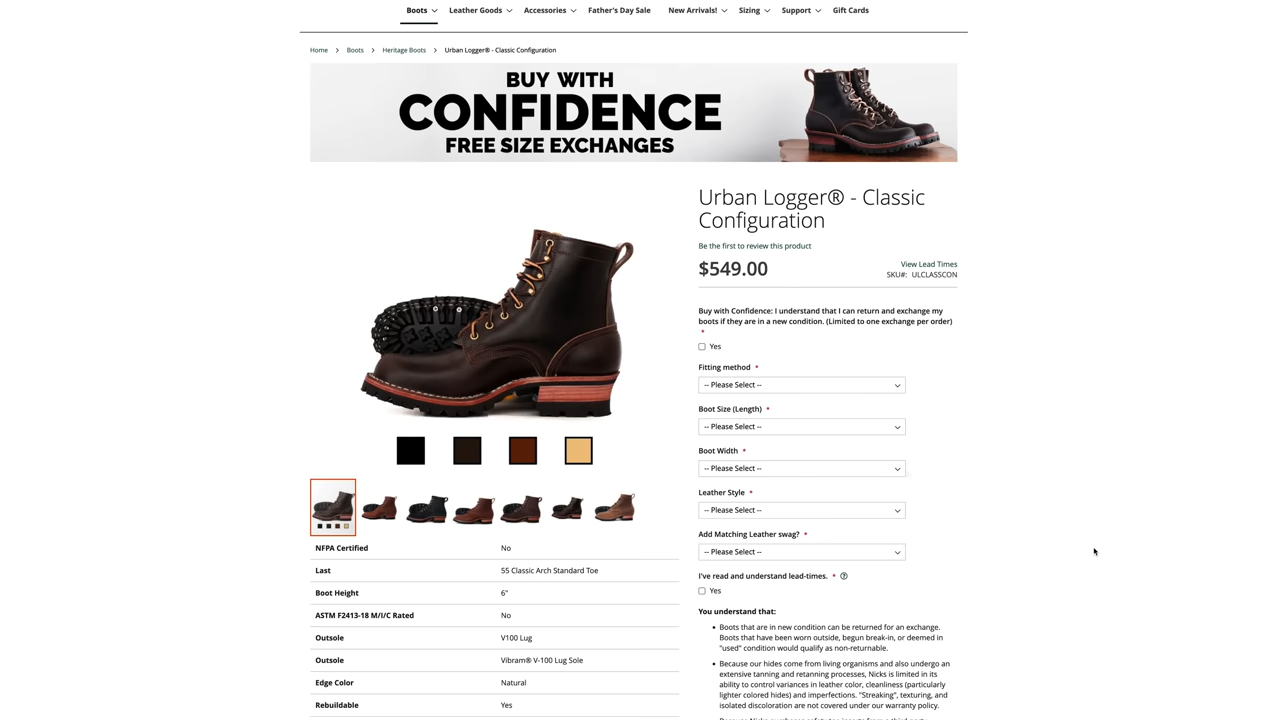 Boots
Leather Goods
Accessories
Father's Day Sale
New Arrivals!
Sizing
Support
Gift Cards
Home > Boots > Heritage Boots > Urban Logger® - Classic Configuration
BUY WITH
CONFIDENCE
FREE SIZE EXCHANGES
Urban Logger® - Classic
Configuration
Be the first to review this product
$549.00
View Lead Times
SKU#: ULCLASSCON
Buy with Confidence: I understand that I can return and exchange my
boots if they are in a new condition. (Limited to one exchange per order)
*
Yes
Fitting method *
-- Please Select --
Boot Size (Length) *
-- Please Select --
Boot Width *
-- Please Select --
Leather Style *
-- Please Select --
Add Matching Leather swag? *
-- Please Select --
I've read and understand lead-times. * ?
Yes
You understand that:
• Boots that are in new condition can be returned for an exchange.
Boots that have been worn outside, begun break-in, or deemed in
"used" condition would qualify as non-returnable.
• Because our hides come from living organisms and also undergo an
extensive tanning and retanning processes, Nicks is limited in its
ability to control variances in leather color, cleanliness (particularly
lighter colored hides) and imperfections. "Streaking", texturing, and
isolated discoloration are not covered under our warranty policy.
NFPA Certified No
Last 55 Classic Arch Standard Toe
Boot Height 6"
ASTM F2413-18 M/I/C Rated No
Outsole V100 Lug
Outsole Vibram® V-100 Lug Sole
Edge Color Natural
Rebuildable Yes